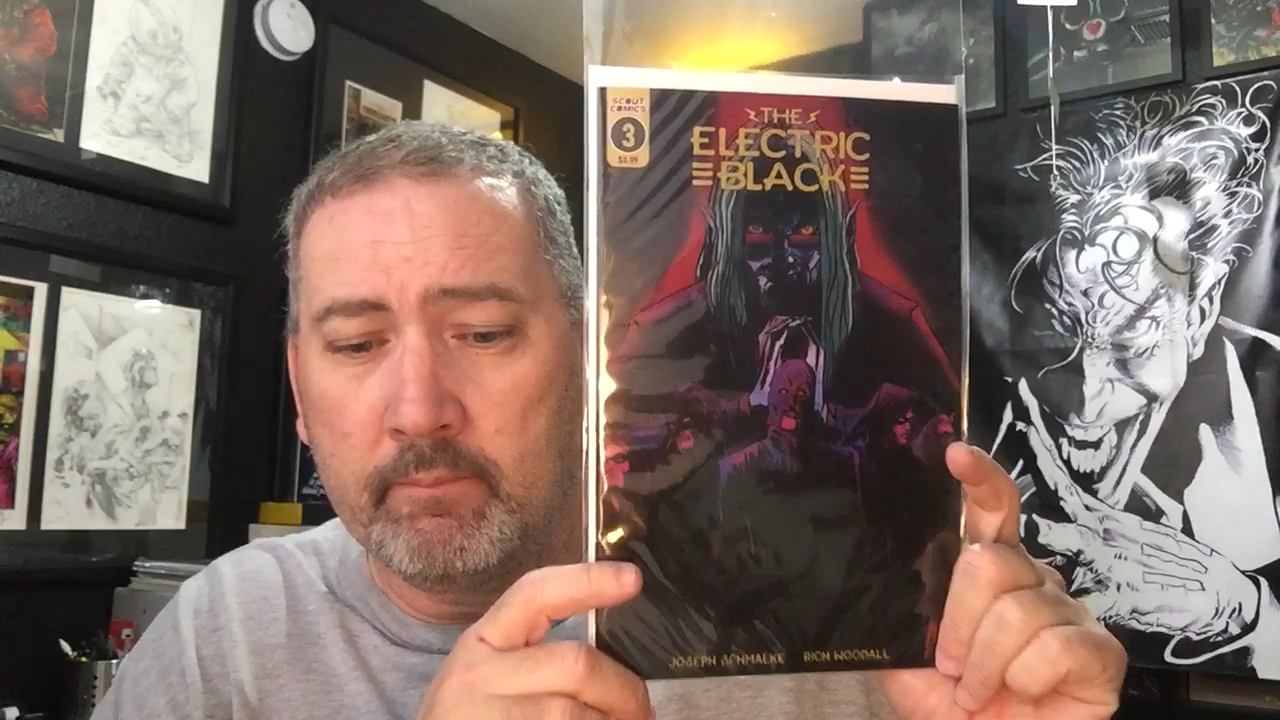 SCOUT
COMICS
3
$3.99
THE
ELECTRIC
BLACK
JOSEPH SCHMALKE RICH WOODALL